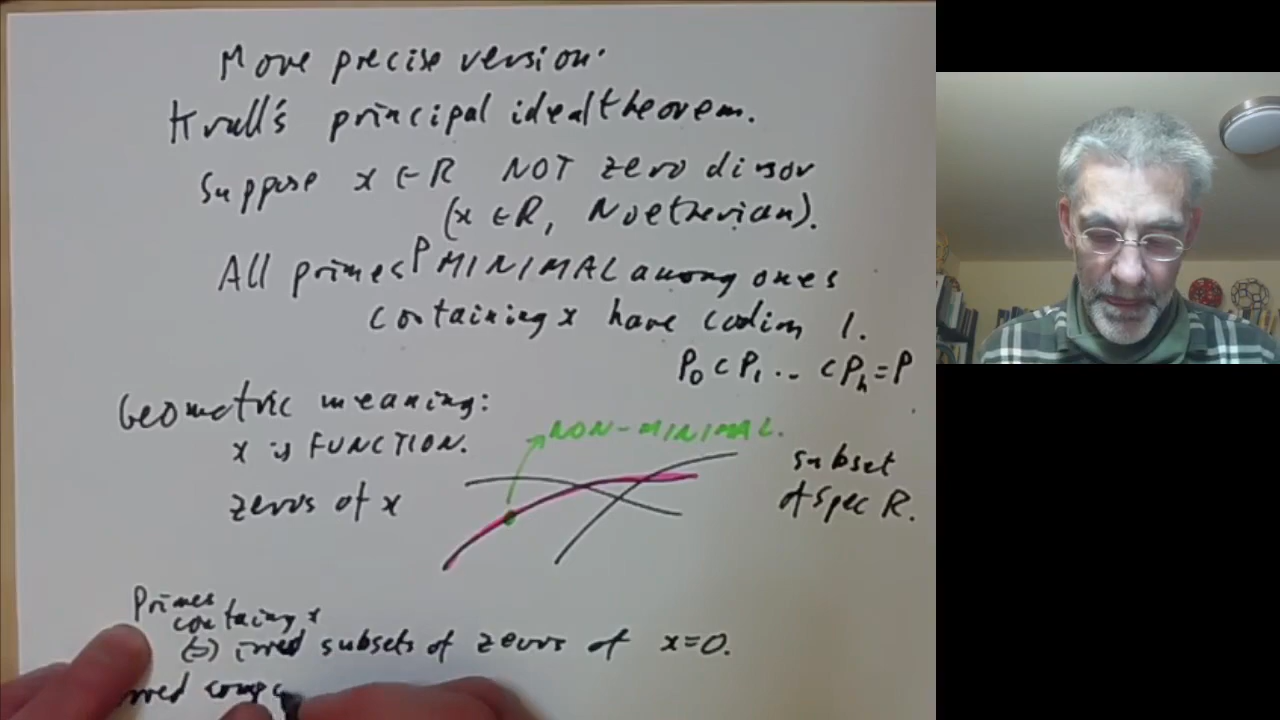 More precise version:
Krull's principal ideal theorem.
Suppose x ∈ R NOT zero divisor
(x ∈ R, Noetherian).
All primes P MINIMAL among ones
containing x have codim 1.
P₀ ⊂ P₁ ... ⊂ Pₕ = P
Geometric meaning:
x is FUNCTION.
NON-MINIMAL.
zeros of x
subset
of spec R.
Primes
containing x
(=) irred subsets of zeros of x=0.
irred comp